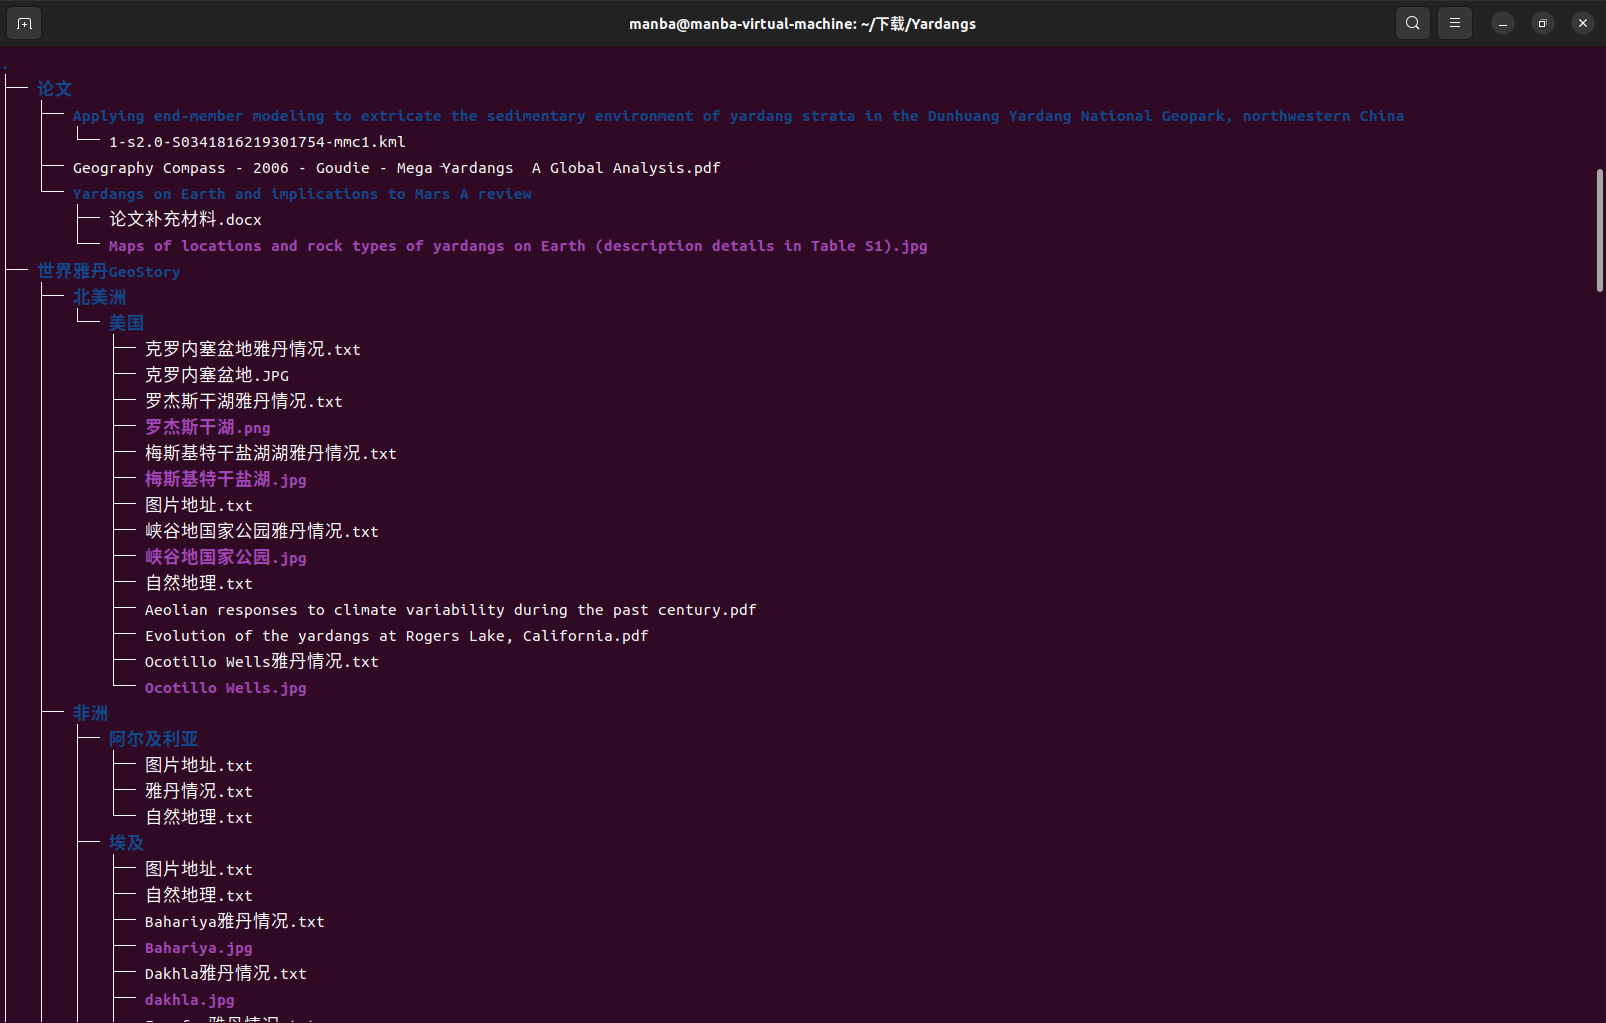 manba@manba-virtual-machine: ~/下载/Yardangs
.
├── 论文
│   ├── Applying end-member modeling to extricate the sedimentary environment of yardang strata in the Dunhuang Yardang National Geopark, northwestern China
│   │   └── 1-s2.0-S0341816219301754-mmc1.kml
│   ├── Geography Compass - 2006 - Goudie - Mega Yardangs  A Global Analysis.pdf
│   └── Yardangs on Earth and implications to Mars A review
│       ├── 论文补充材料.docx
│       └── Maps of locations and rock types of yardangs on Earth (description details in Table S1).jpg
├── 世界雅丹GeoStory
│   ├── 北美洲
│   │   └── 美国
│   │       ├── 克罗内塞盆地雅丹情况.txt
│   │       ├── 克罗内塞盆地.JPG
│   │       ├── 罗杰斯干湖雅丹情况.txt
│   │       ├── 罗杰斯干湖.png
│   │       ├── 梅斯基特干盐湖湖雅丹情况.txt
│   │       ├── 梅斯基特干盐湖.jpg
│   │       ├── 图片地址.txt
│   │       ├── 峡谷地国家公园雅丹情况.txt
│   │       ├── 峡谷地国家公园.jpg
│   │       ├── 自然地理.txt
│   │       ├── Aeolian responses to climate variability during the past century.pdf
│   │       ├── Evolution of the yardangs at Rogers Lake, California.pdf
│   │       ├── Ocotillo Wells雅丹情况.txt
│   │       └── Ocotillo Wells.jpg
│   ├── 非洲
│   │   ├── 阿尔及利亚
│   │   │   ├── 图片地址.txt
│   │   │   ├── 雅丹情况.txt
│   │   │   └── 自然地理.txt
│   │   ├── 埃及
│   │   │   ├── 图片地址.txt
│   │   │   ├── 自然地理.txt
│   │   │   ├── Bahariya雅丹情况.txt
│   │   │   ├── Bahariya.jpg
│   │   │   ├── Dakhla雅丹情况.txt
│   │   │   ├── dakhla.jpg